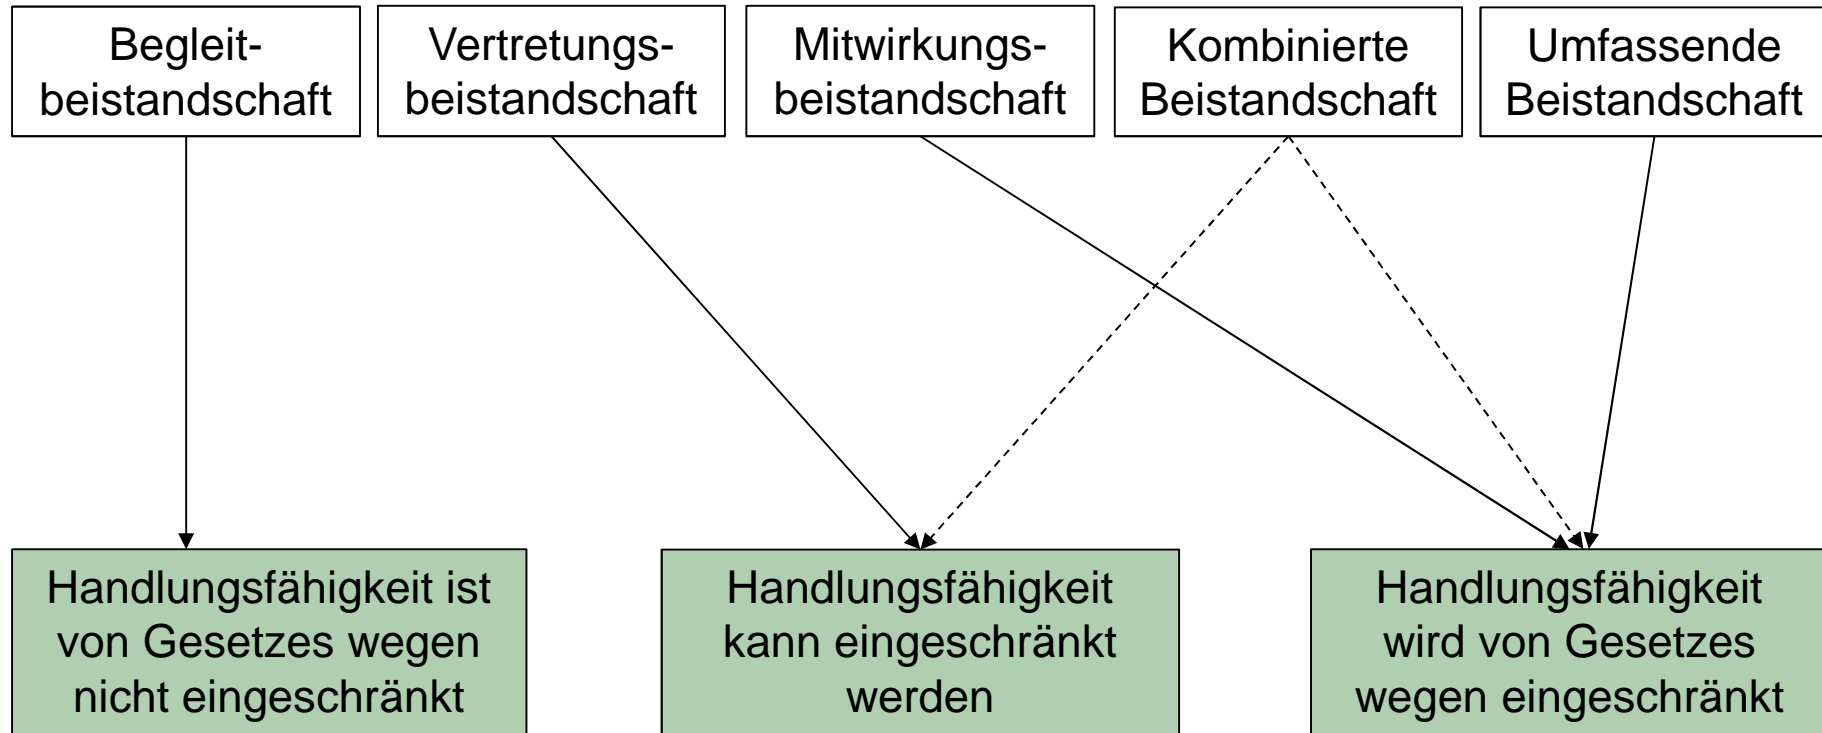 Begleit-
beistandschaft
Vertretungs-
beistandschaft
Mitwirkungs-
beistandschaft
Kombinierte
Beistandschaft
Umfassende
Beistandschaft
Handlungsfähigkeit ist
von Gesetzes wegen
nicht eingeschränkt
Handlungsfähigkeit
kann eingeschränkt
werden
Handlungsfähigkeit
wird von Gesetzes
wegen eingeschränkt